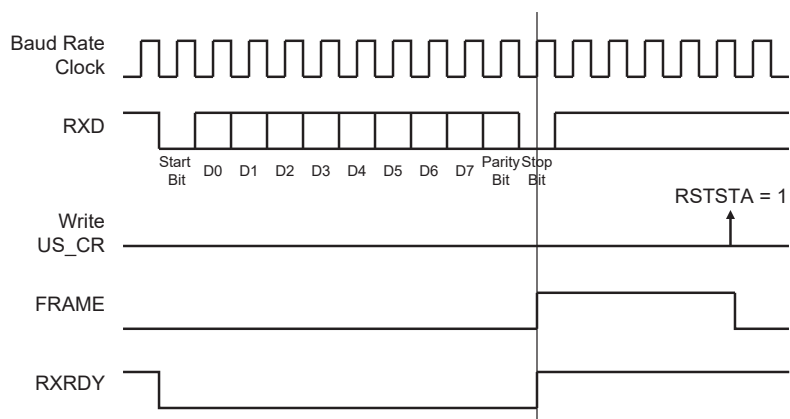 Baud Rate
Clock
RXD
Start
Bit
D0 D1 D2 D3 D4 D5 D6 D7
Parity
Bit
Stop
Bit
RSTSTA = 1
Write
US_CR
FRAME
RXRDY